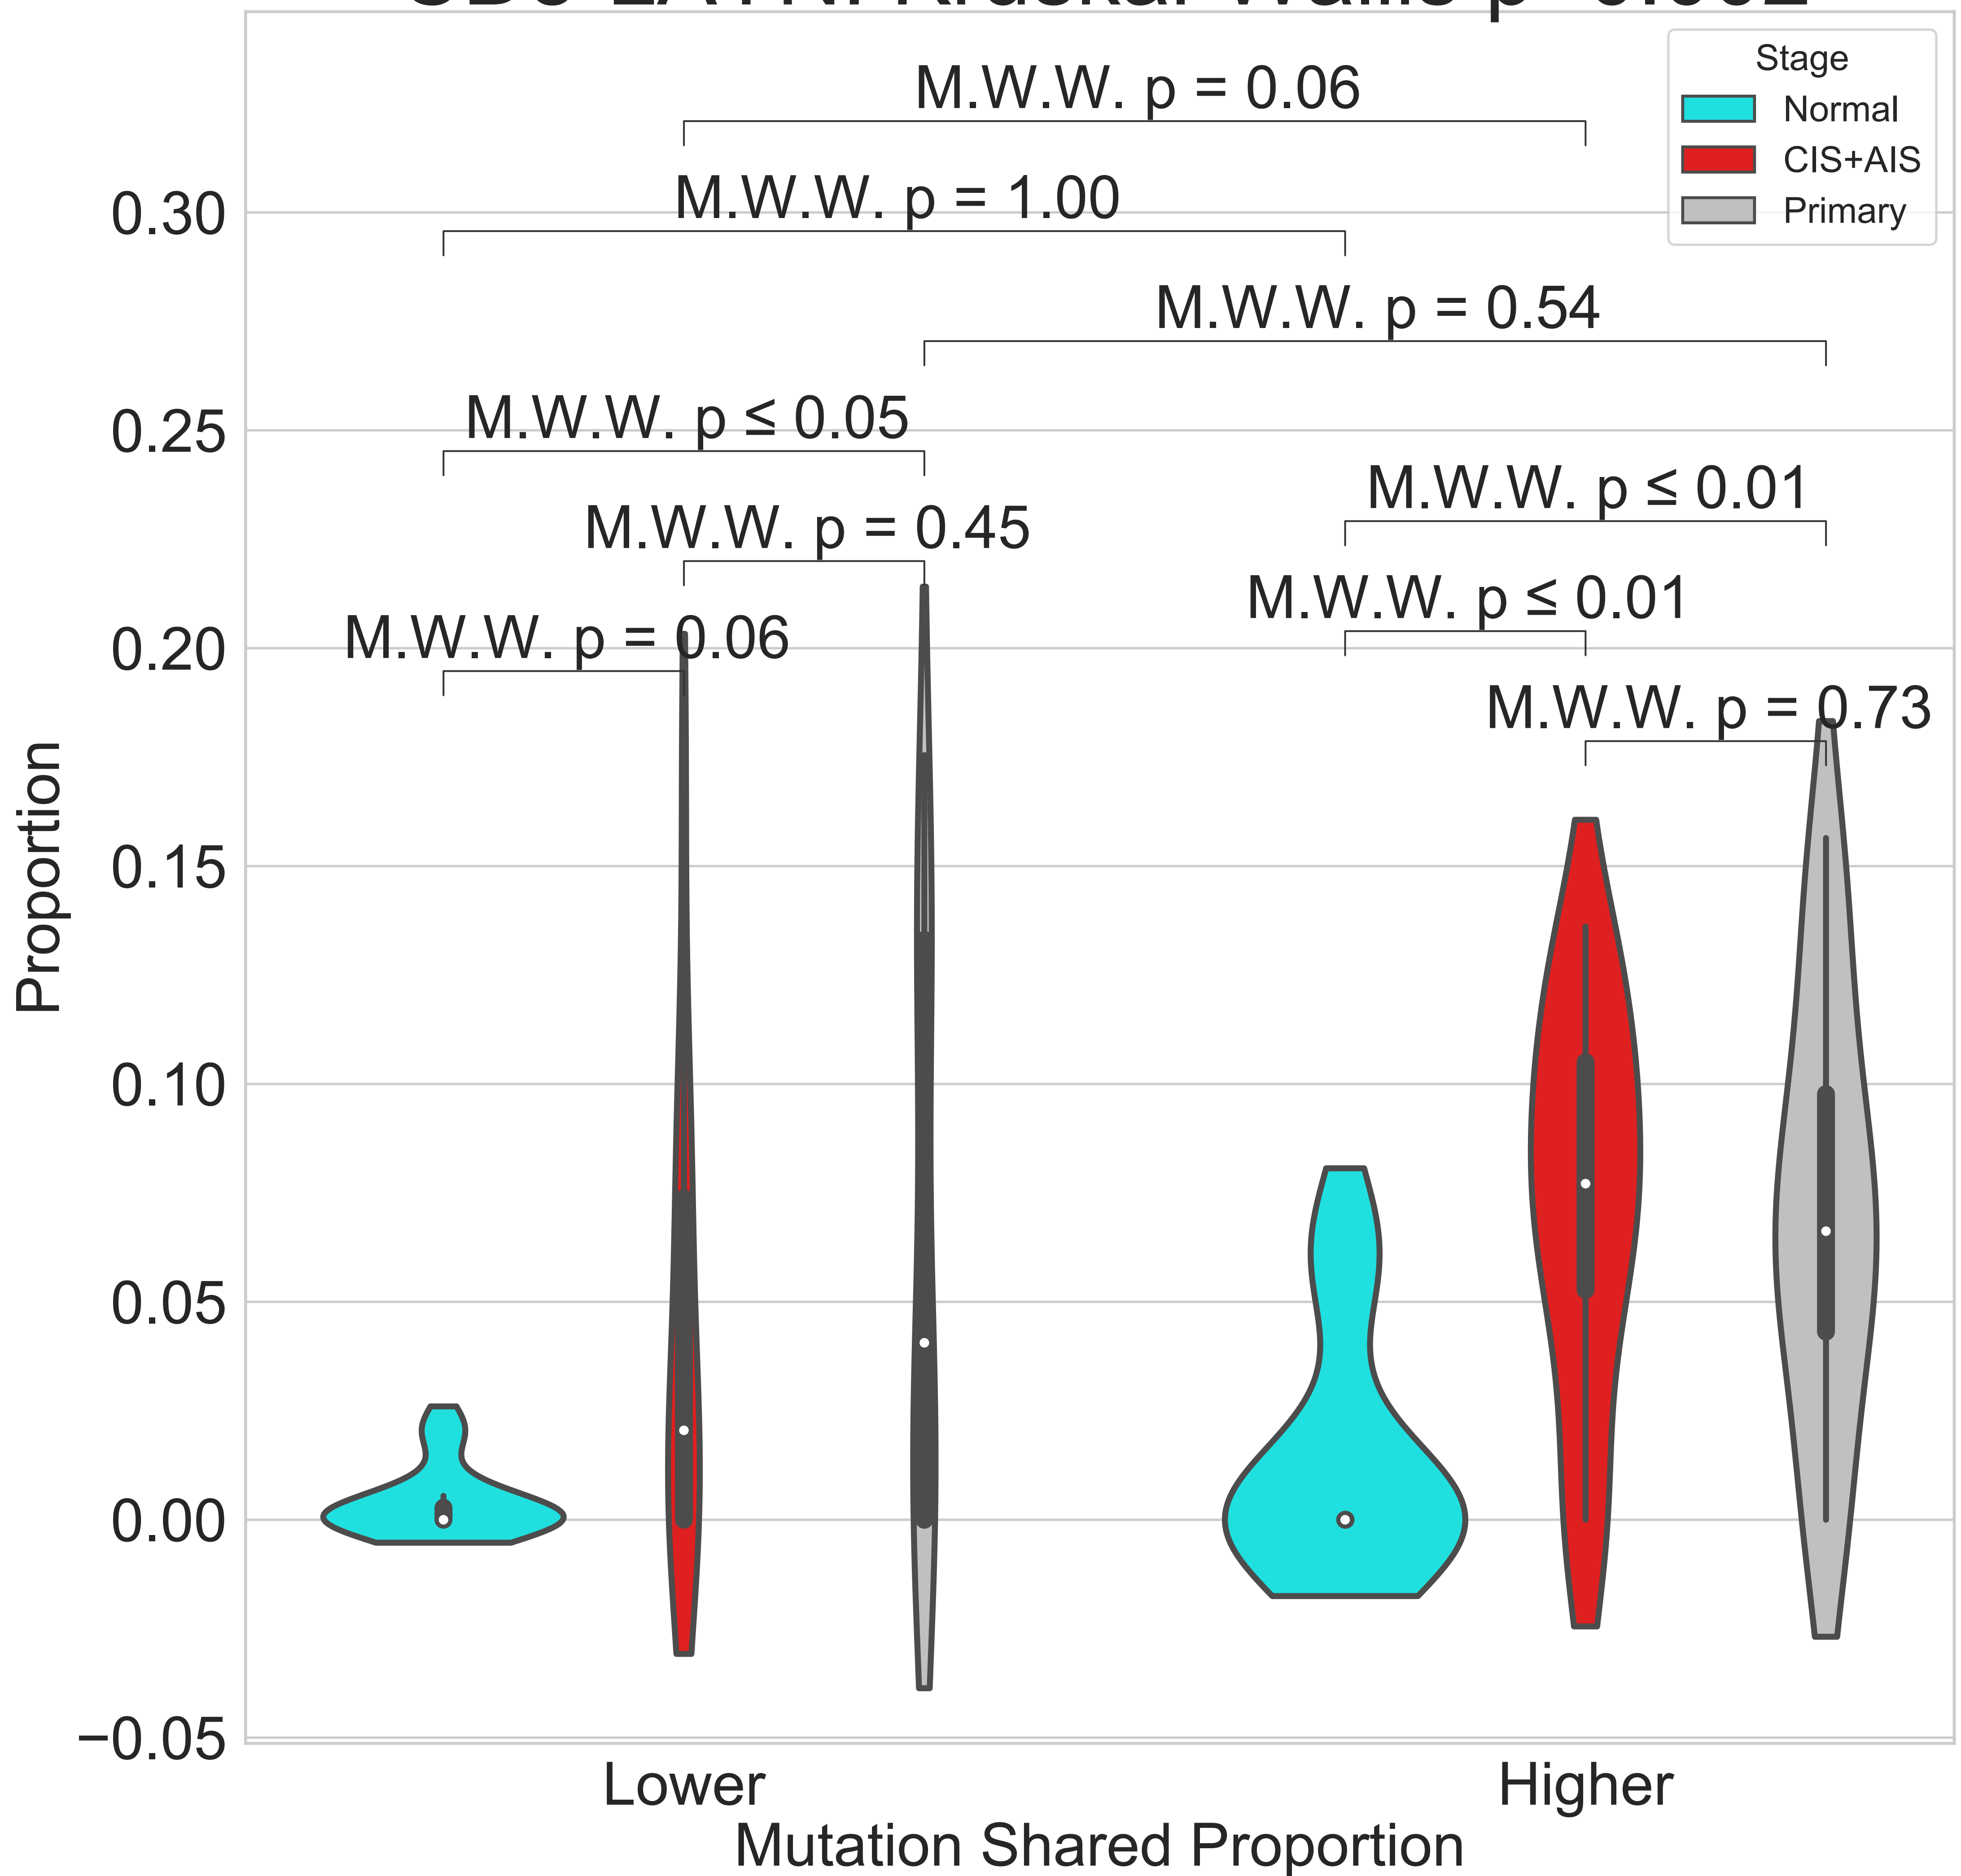 Stage
Normal
CIS+AIS
Primary
M.W.W. p = 0.06
M.W.W. p = 1.00
M.W.W. p = 0.54
M.W.W. p ≤ 0.05
M.W.W. p ≤ 0.01
M.W.W. p = 0.45
M.W.W. p ≤ 0.01
M.W.W. p = 0.06
M.W.W. p = 0.73
0.30
0.25
0.20
0.15
0.10
0.05
0.00
−0.05
Proportion
Lower
Higher
Mutation Shared Proportion